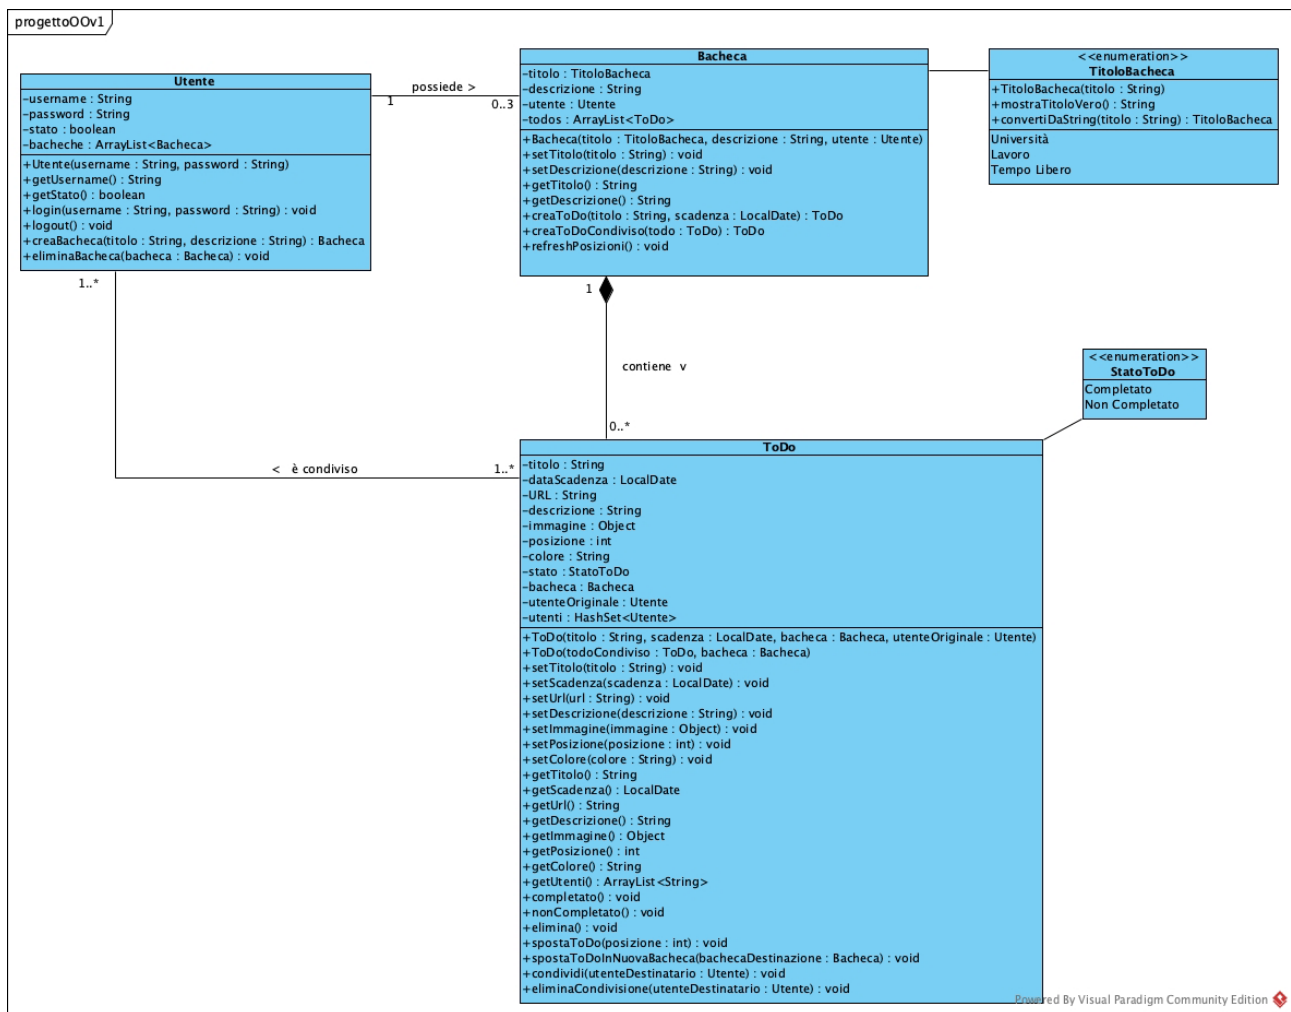 progettoOOv1
Utente
-username : String
-password : String
-stato : boolean
-bacheche : ArrayList<Bacheca>
+Utente(username : String, password : String)
+getUsername() : String
+getStato() : boolean
+login(username : String, password : String) : void
+logout() : void
+creaBacheca(titolo : String, descrizione : String) : Bacheca
+eliminaBacheca(bacheca : Bacheca) : void
possiede >
1
0..3
Bacheca
-titolo : TitoloBacheca
-descrizione : String
-utente : Utente
-todos : ArrayList<ToDo>
+Bacheca(titolo : TitoloBacheca, descrizione : String, utente : Utente)
+setTitolo(titolo : String) : void
+setDescrizione(descrizione : String) : void
+getTitolo() : String
+getDescrizione() : String
+creaToDo(titolo : String, scadenza : LocalDate) : ToDo
+creaToDoCondiviso(todo : ToDo) : ToDo
+refreshPosizioni() : void
<<enumeration>>
TitoloBacheca
+TitoloBacheca(titolo : String)
+mostraTitoloVero() : String
+convertiDaString(titolo : String) : TitoloBacheca
Università
Lavoro
Tempo Libero
1..*
1
contiene v
0..*
<<enumeration>>
StatoToDo
Completato
Non Completato
< è condiviso
1..*
ToDo
-titolo : String
-dataScadenza : LocalDate
-URL : String
-descrizione : String
-immagine : Object
-posizione : int
-colore : String
-stato : StatoToDo
-bacheca : Bacheca
-utenteOriginale : Utente
-utenti : HashSet<Utente>
+ToDo(titolo : String, scadenza : LocalDate, bacheca : Bacheca, utenteOriginale : Utente)
+ToDo(todoCondiviso : ToDo, bacheca : Bacheca)
+setTitolo(titolo : String) : void
+setScadenza(scadenza : LocalDate) : void
+setUrl(url : String) : void
+setDescrizione(descrizione : String) : void
+setImmagine(immagine : Object) : void
+setPosizione(posizione : int) : void
+setColore(colore : String) : void
+getTitolo() : String
+getScadenza() : LocalDate
+getUrl() : String
+getDescrizione() : String
+getImmagine() : Object
+getPosizione() : int
+getColore() : String
+getUtenti() : ArrayList<String>
+completato() : void
+nonCompletato() : void
+elimina() : void
+spostaToDo(posizione : int) : void
+spostaToDoInNuovaBacheca(bachecaDestinazione : Bacheca) : void
+condividi(utenteDestinatario : Utente) : void
+eliminaCondivisione(utenteDestinatario : Utente) : void
Powered By Visual Paradigm Community Edition